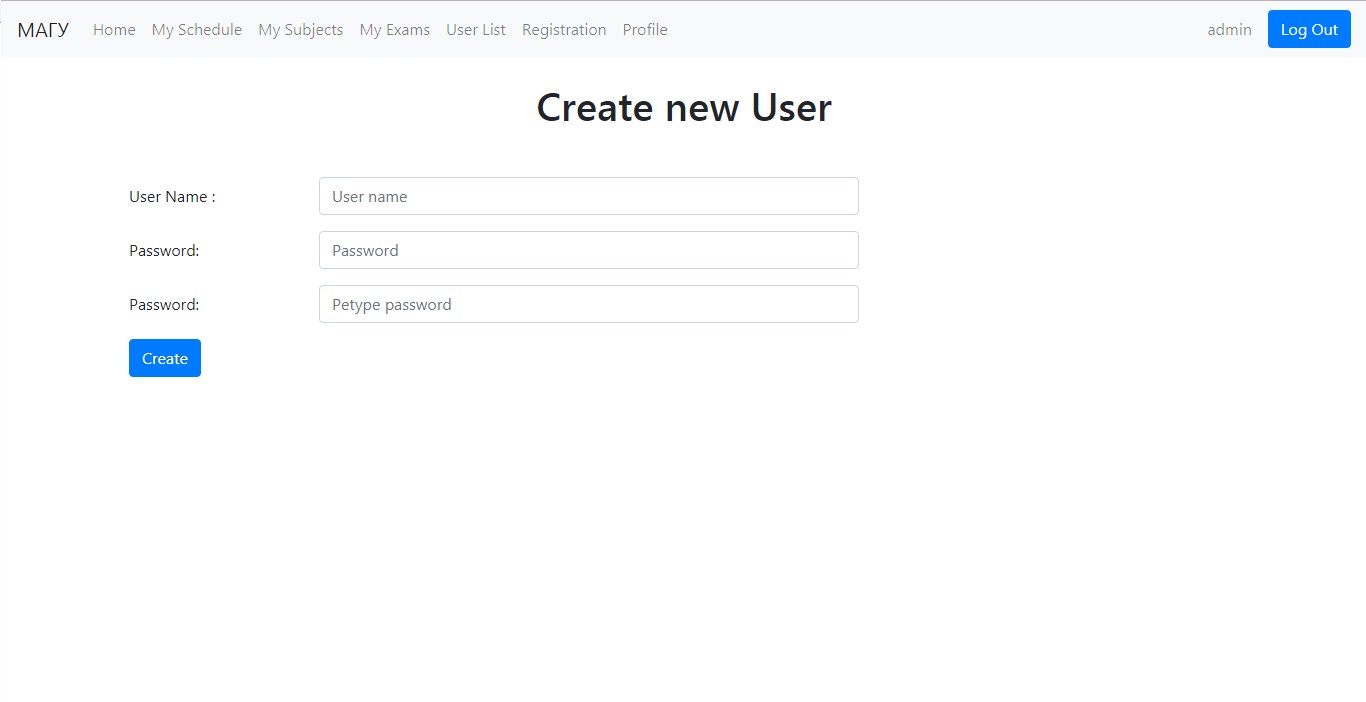 МАГУ Home My Schedule My Subjects My Exams User List Registration Profile admin Log Out
Create new User
User Name : User name
Password: Password
Password: Petype password
Create